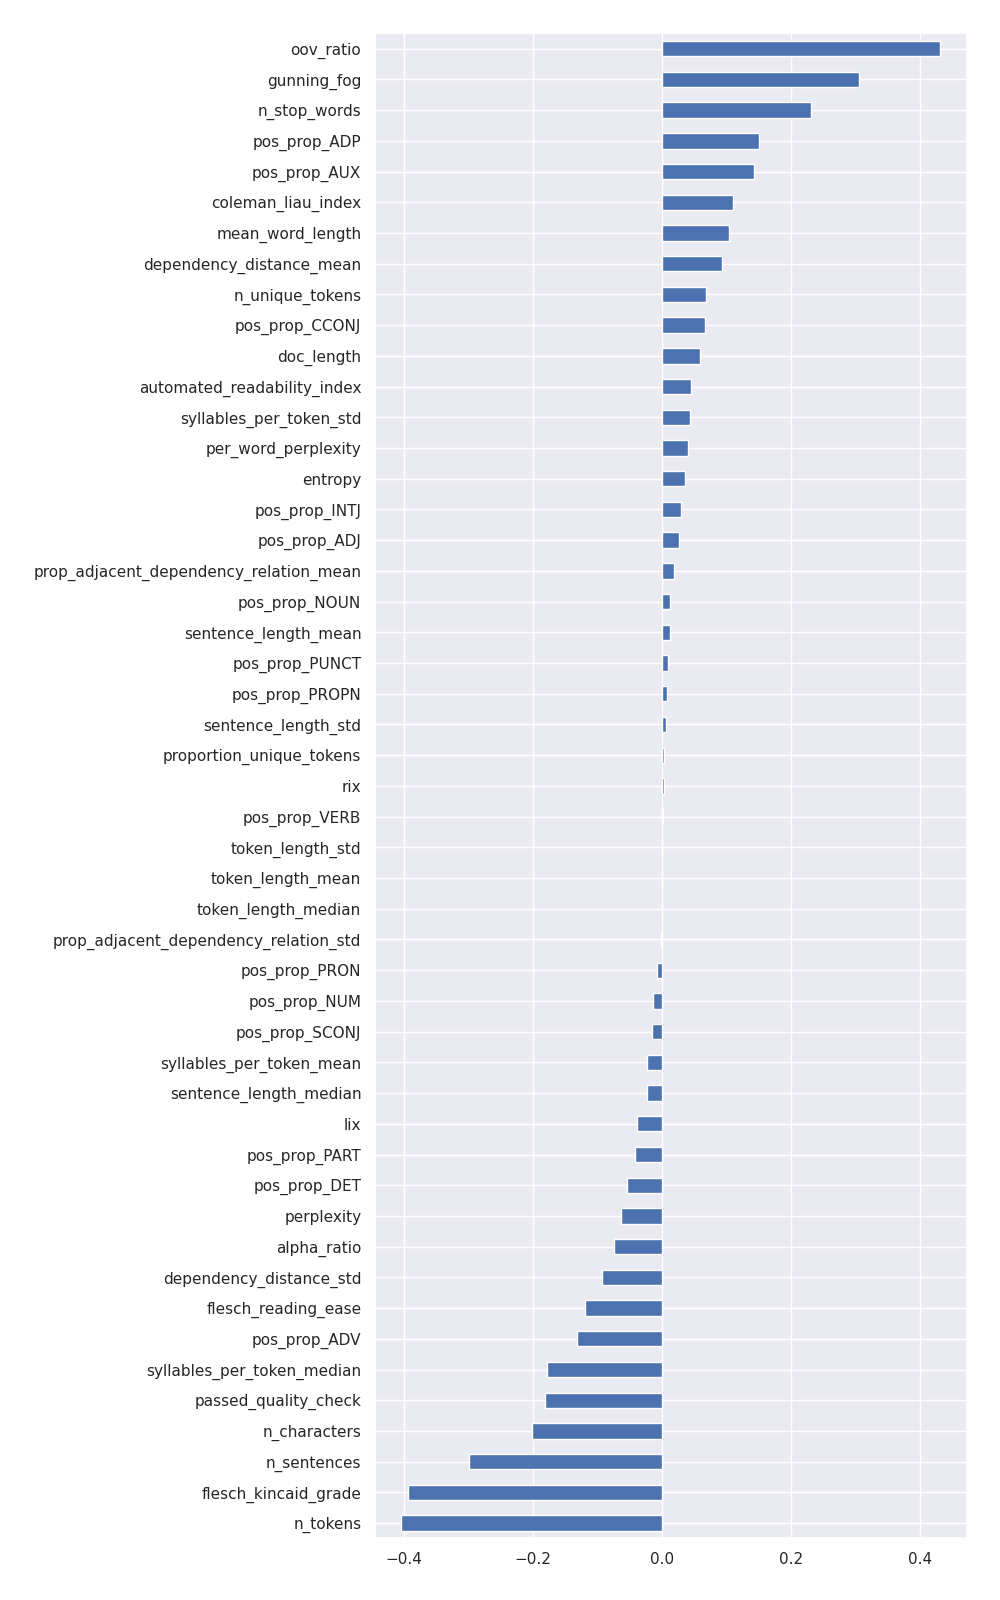 oov_ratio
gunning_fog
n_stop_words
pos_prop_ADP
pos_prop_AUX
coleman_liau_index
mean_word_length
dependency_distance_mean
n_unique_tokens
pos_prop_CCONJ
doc_length
automated_readability_index
syllables_per_token_std
per_word_perplexity
entropy
pos_prop_INTJ
pos_prop_ADJ
prop_adjacent_dependency_relation_mean
pos_prop_NOUN
sentence_length_mean
pos_prop_PUNCT
pos_prop_PROPN
sentence_length_std
proportion_unique_tokens
rix
pos_prop_VERB
token_length_std
token_length_mean
token_length_median
prop_adjacent_dependency_relation_std
pos_prop_PRON
pos_prop_NUM
pos_prop_SCONJ
syllables_per_token_mean
sentence_length_median
lix
pos_prop_PART
pos_prop_DET
perplexity
alpha_ratio
dependency_distance_std
flesch_reading_ease
pos_prop_ADV
syllables_per_token_median
passed_quality_check
n_characters
n_sentences
flesch_kincaid_grade
n_tokens
−0.4 −0.2 0.0 0.2 0.4